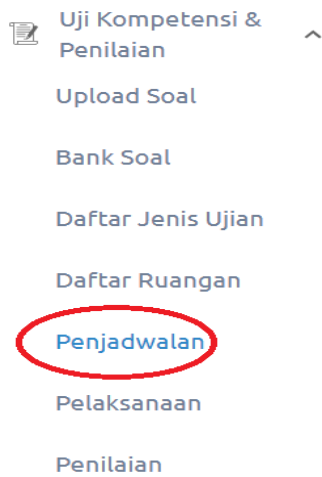 Uji Kompetensi &
Penilaian
Upload Soal
Bank Soal
Daftar Jenis Ujian
Daftar Ruangan
Penjadwalan
Pelaksanaan
Penilaian